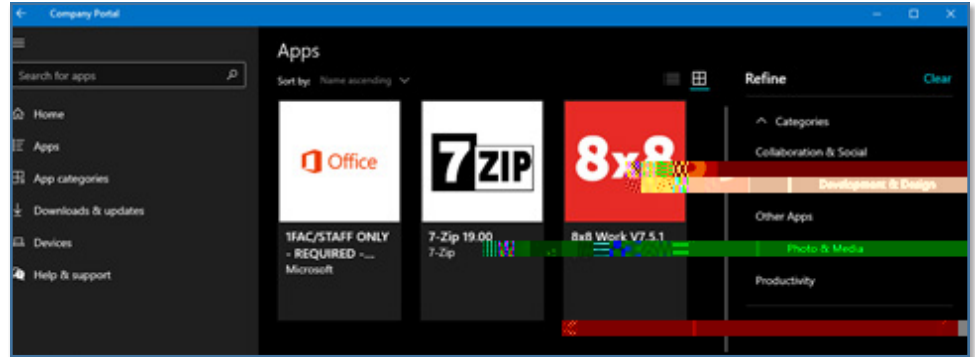 Company Portal
Search for apps
Home
Apps
App categories
Downloads & updates
Devices
Help & support
Apps
Sort by: Name ascending
Office
7 ZIP
8x8
1FAC/STAFF ONLY
- REQUIRED -...
Microsoft
7-Zip 19.00
7-Zip
8x8 Work V7.5.1
Refine
Clear
Categories
Collaboration & Social
Development & Design
Other Apps
Photo & Media
Productivity